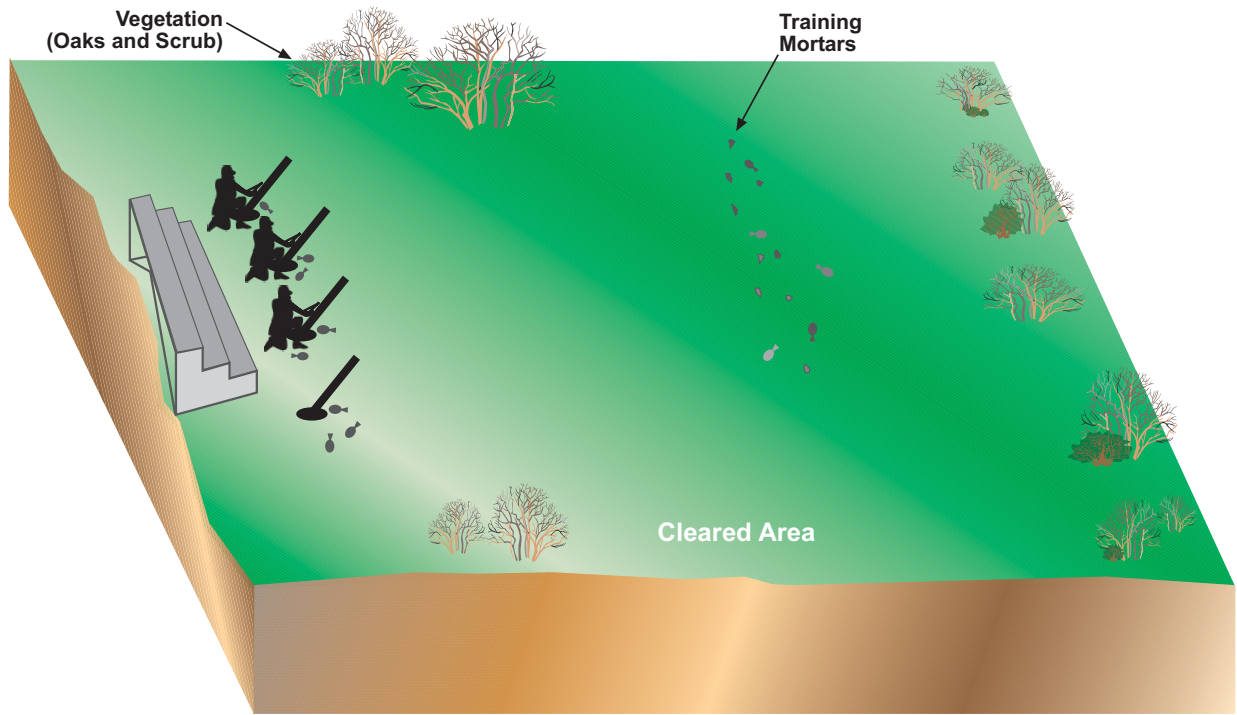 Vegetation
(Oaks and Scrub)
Training
Mortars
Cleared Area